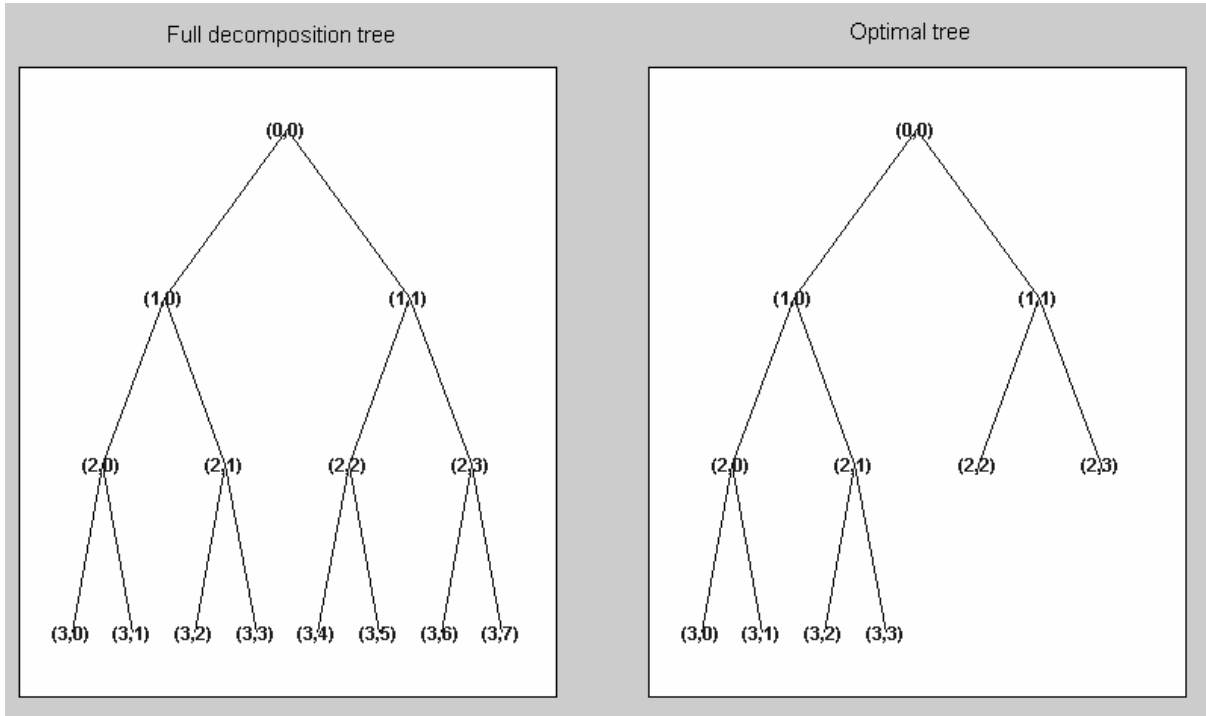 Full decomposition tree
(0,0)
(1,0) (1,1)
(2,0) (2,1) (2,2) (2,3)
(3,0) (3,1) (3,2) (3,3) (3,4) (3,5) (3,6) (3,7)
Optimal tree
(0,0)
(1,0) (1,1)
(2,0) (2,1) (2,2) (2,3)
(3,0) (3,1) (3,2) (3,3)